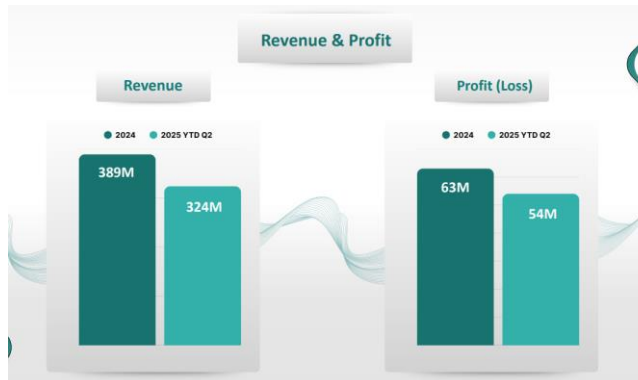 Revenue & Profit
Revenue
2024 2025 YTD Q2
389M
324M
Profit (Loss)
2024 2025 YTD Q2
63M
54M